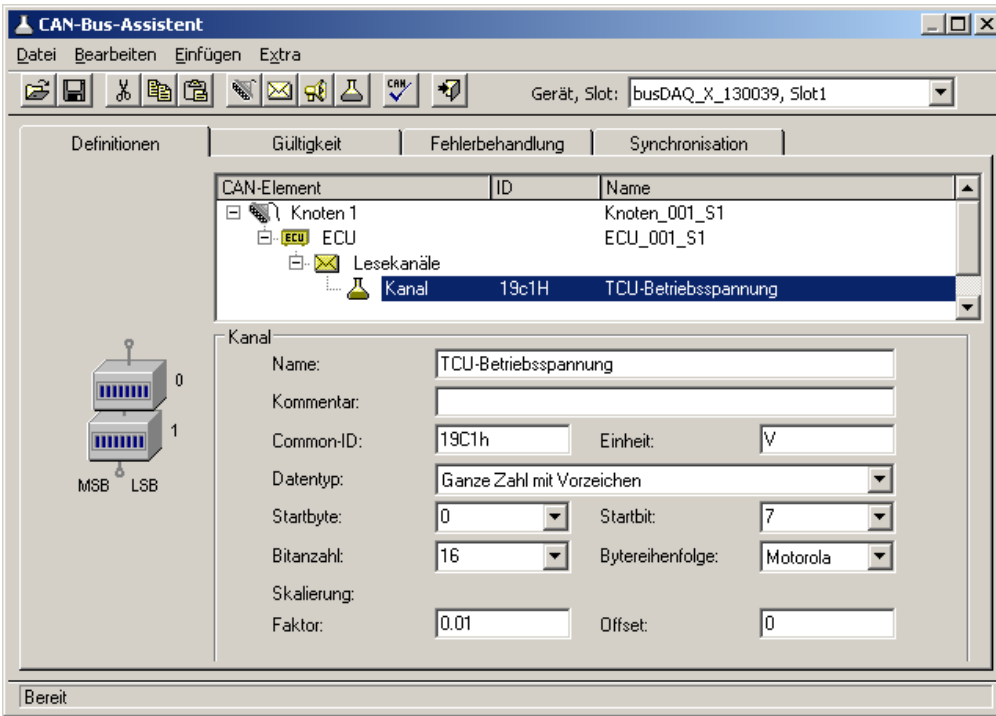 CAN-Bus-Assistent
Datei Bearbeiten Einfügen Extra
CAN Gerät, Slot: busDAQ_X_130039, Slot1
Definitionen Gültigkeit Fehlerbehandlung Synchronisation
CAN-Element ID Name
Knoten 1 Knoten_001_S1
ECU ECU ECU_001_S1
Lesekanäle
Kanal 19c1H TCU-Betriebsspannung
Kanal
Name: TCU-Betriebsspannung
0
Kommentar:
1
Common-ID: 19C1h Einheit: V
MSB LSB
Datentyp: Ganze Zahl mit Vorzeichen
Startbyte: 0 Startbit: 7
Bitanzahl: 16 Bytereihenfolge: Motorola
Skalierung:
Faktor: 0.01 Offset: 0
Bereit